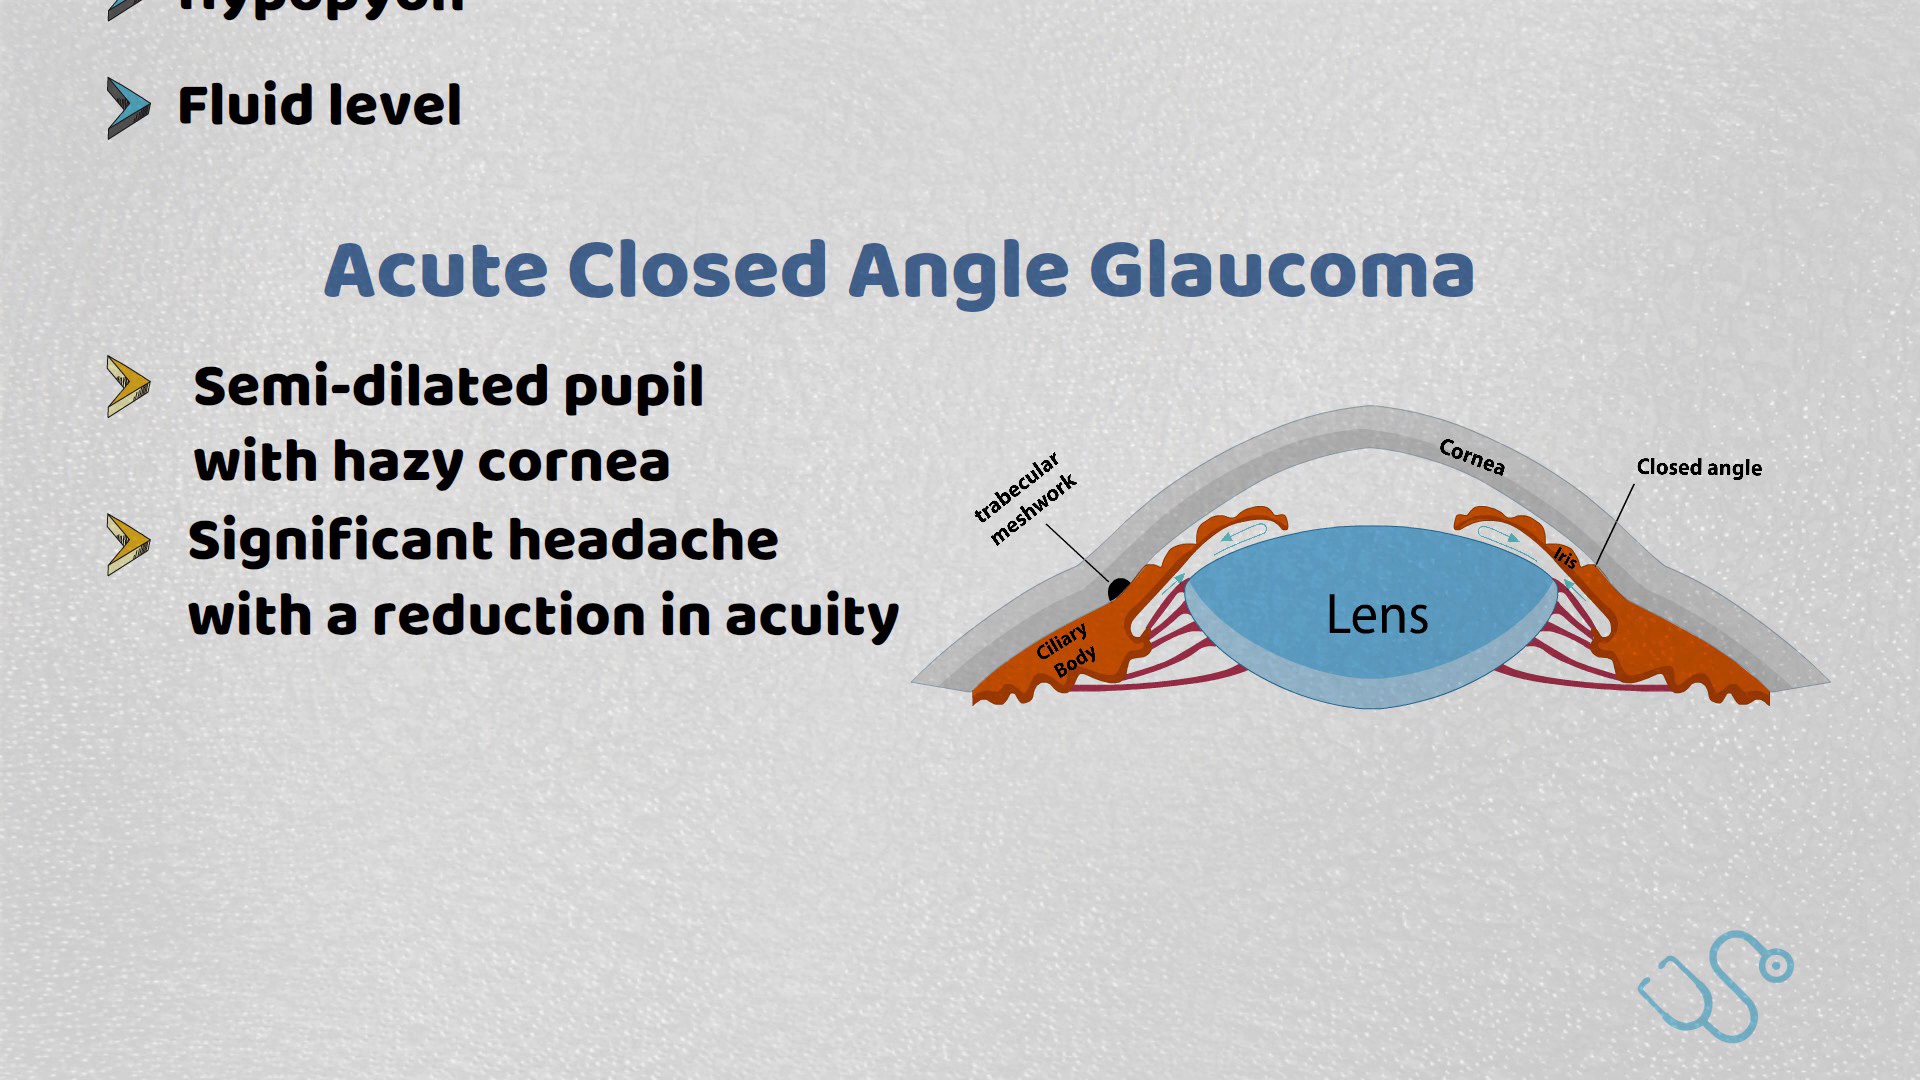 Hypopyon
Fluid level
Acute Closed Angle Glaucoma
Semi-dilated pupil
with hazy cornea
Significant headache
with a reduction in acuity
trabecular
meshwork
Cornea
Closed angle
Iris
Lens
Ciliary
Body